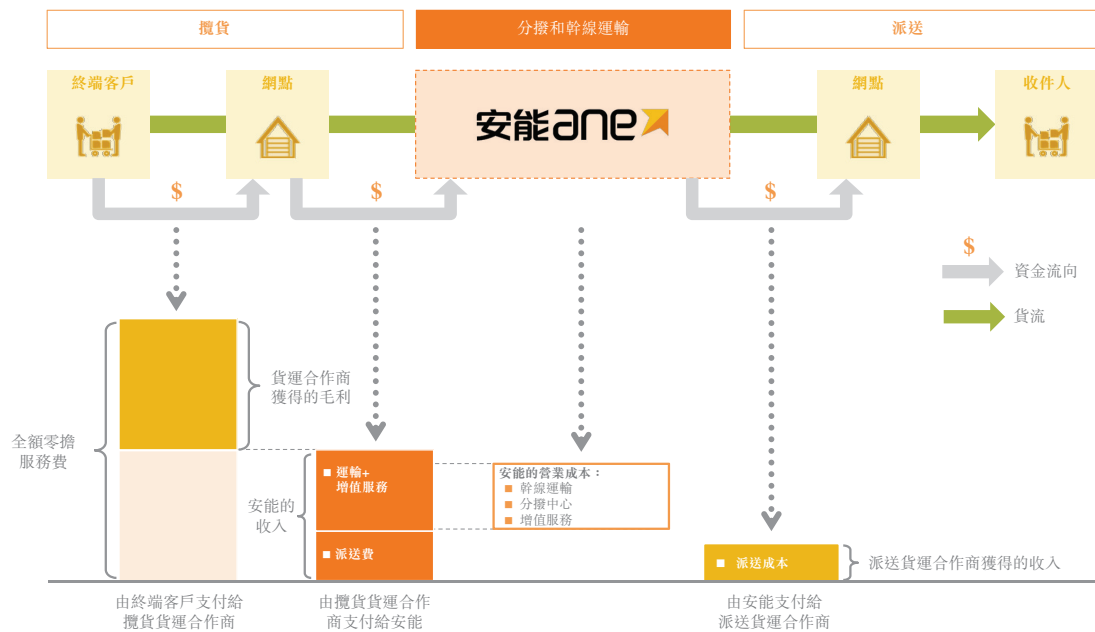 攬貨
分撥和幹線運輸
派送
終端客戶
網點
安能ane
網點
收件人
$
$
$
$
資金流向
貨流
全額零擔
服務費
貨運合作商
獲得的毛利
安能的
收入
運輸+
增值服務
派送費
安能的營業成本：
幹線運輸
分撥中心
增值服務
派送成本
派送貨運合作商獲得的收入
由終端客戶支付給
攬貨貨運合作商
由攬貨貨運合作
商支付給安能
由安能支付給
派送貨運合作商